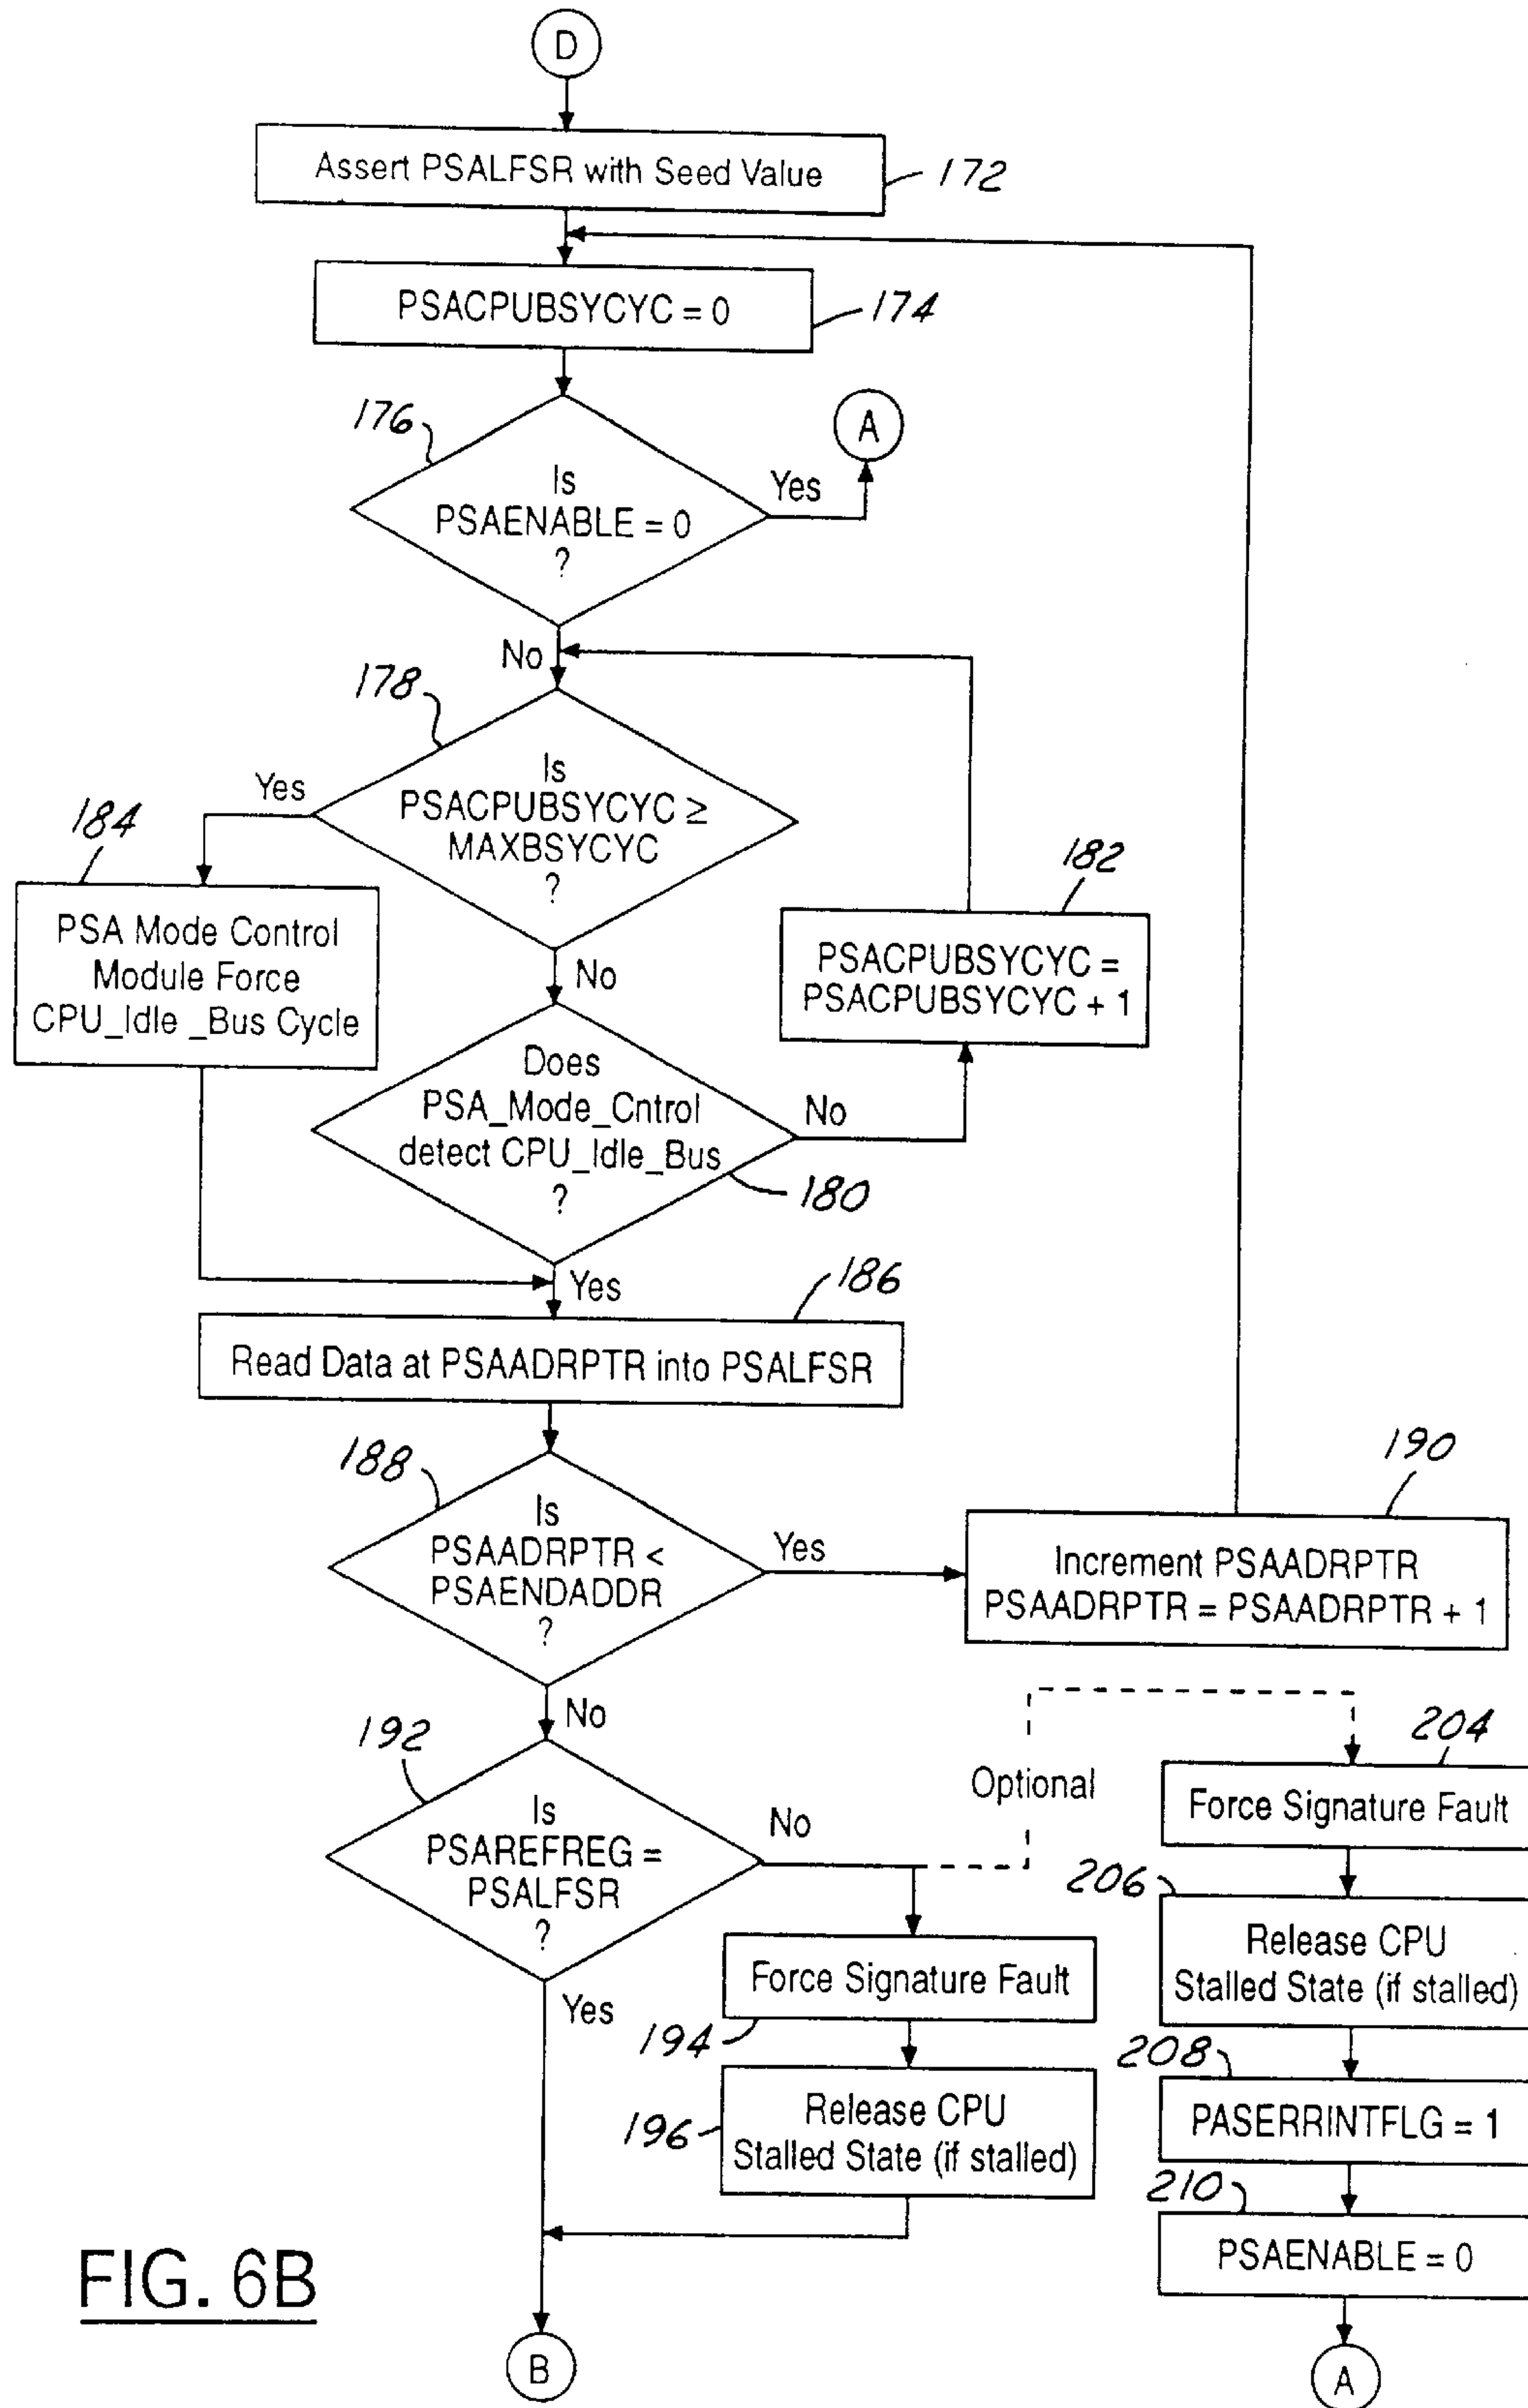 D
Assert PSALFSR with Seed Value
172
PSACPUBSYCYC = 0
174
176
A
Is
PSAENABLE = 0
?
Yes
No
178
Is
PSACPUBSYCYC ≥
MAXBSYCYC
?
Yes
184
PSA Mode Control
Module Force
CPU_Idle _Bus Cycle
No
182
PSACPUBSYCYC =
PSACPUBSYCYC + 1
Does
PSA_Mode_Cntrol
detect CPU_Idle_Bus
?
No
180
Yes
186
Read Data at PSAADRPTR into PSALFSR
188
Is
PSAADRPTR <
PSAENDADDR
?
Yes
190
Increment PSAADRPTR
PSAADRPTR = PSAADRPTR + 1
No
192
Is
PSAREFREG =
PSALFSR
?
No
Optional
Yes
Force Signature Fault
194
Release CPU
Stalled State (if stalled)
196
204
Force Signature Fault
206
Release CPU
Stalled State (if stalled)
208
PASERRINTFLG = 1
210
PSAENABLE = 0
FIG. 6B
B
A